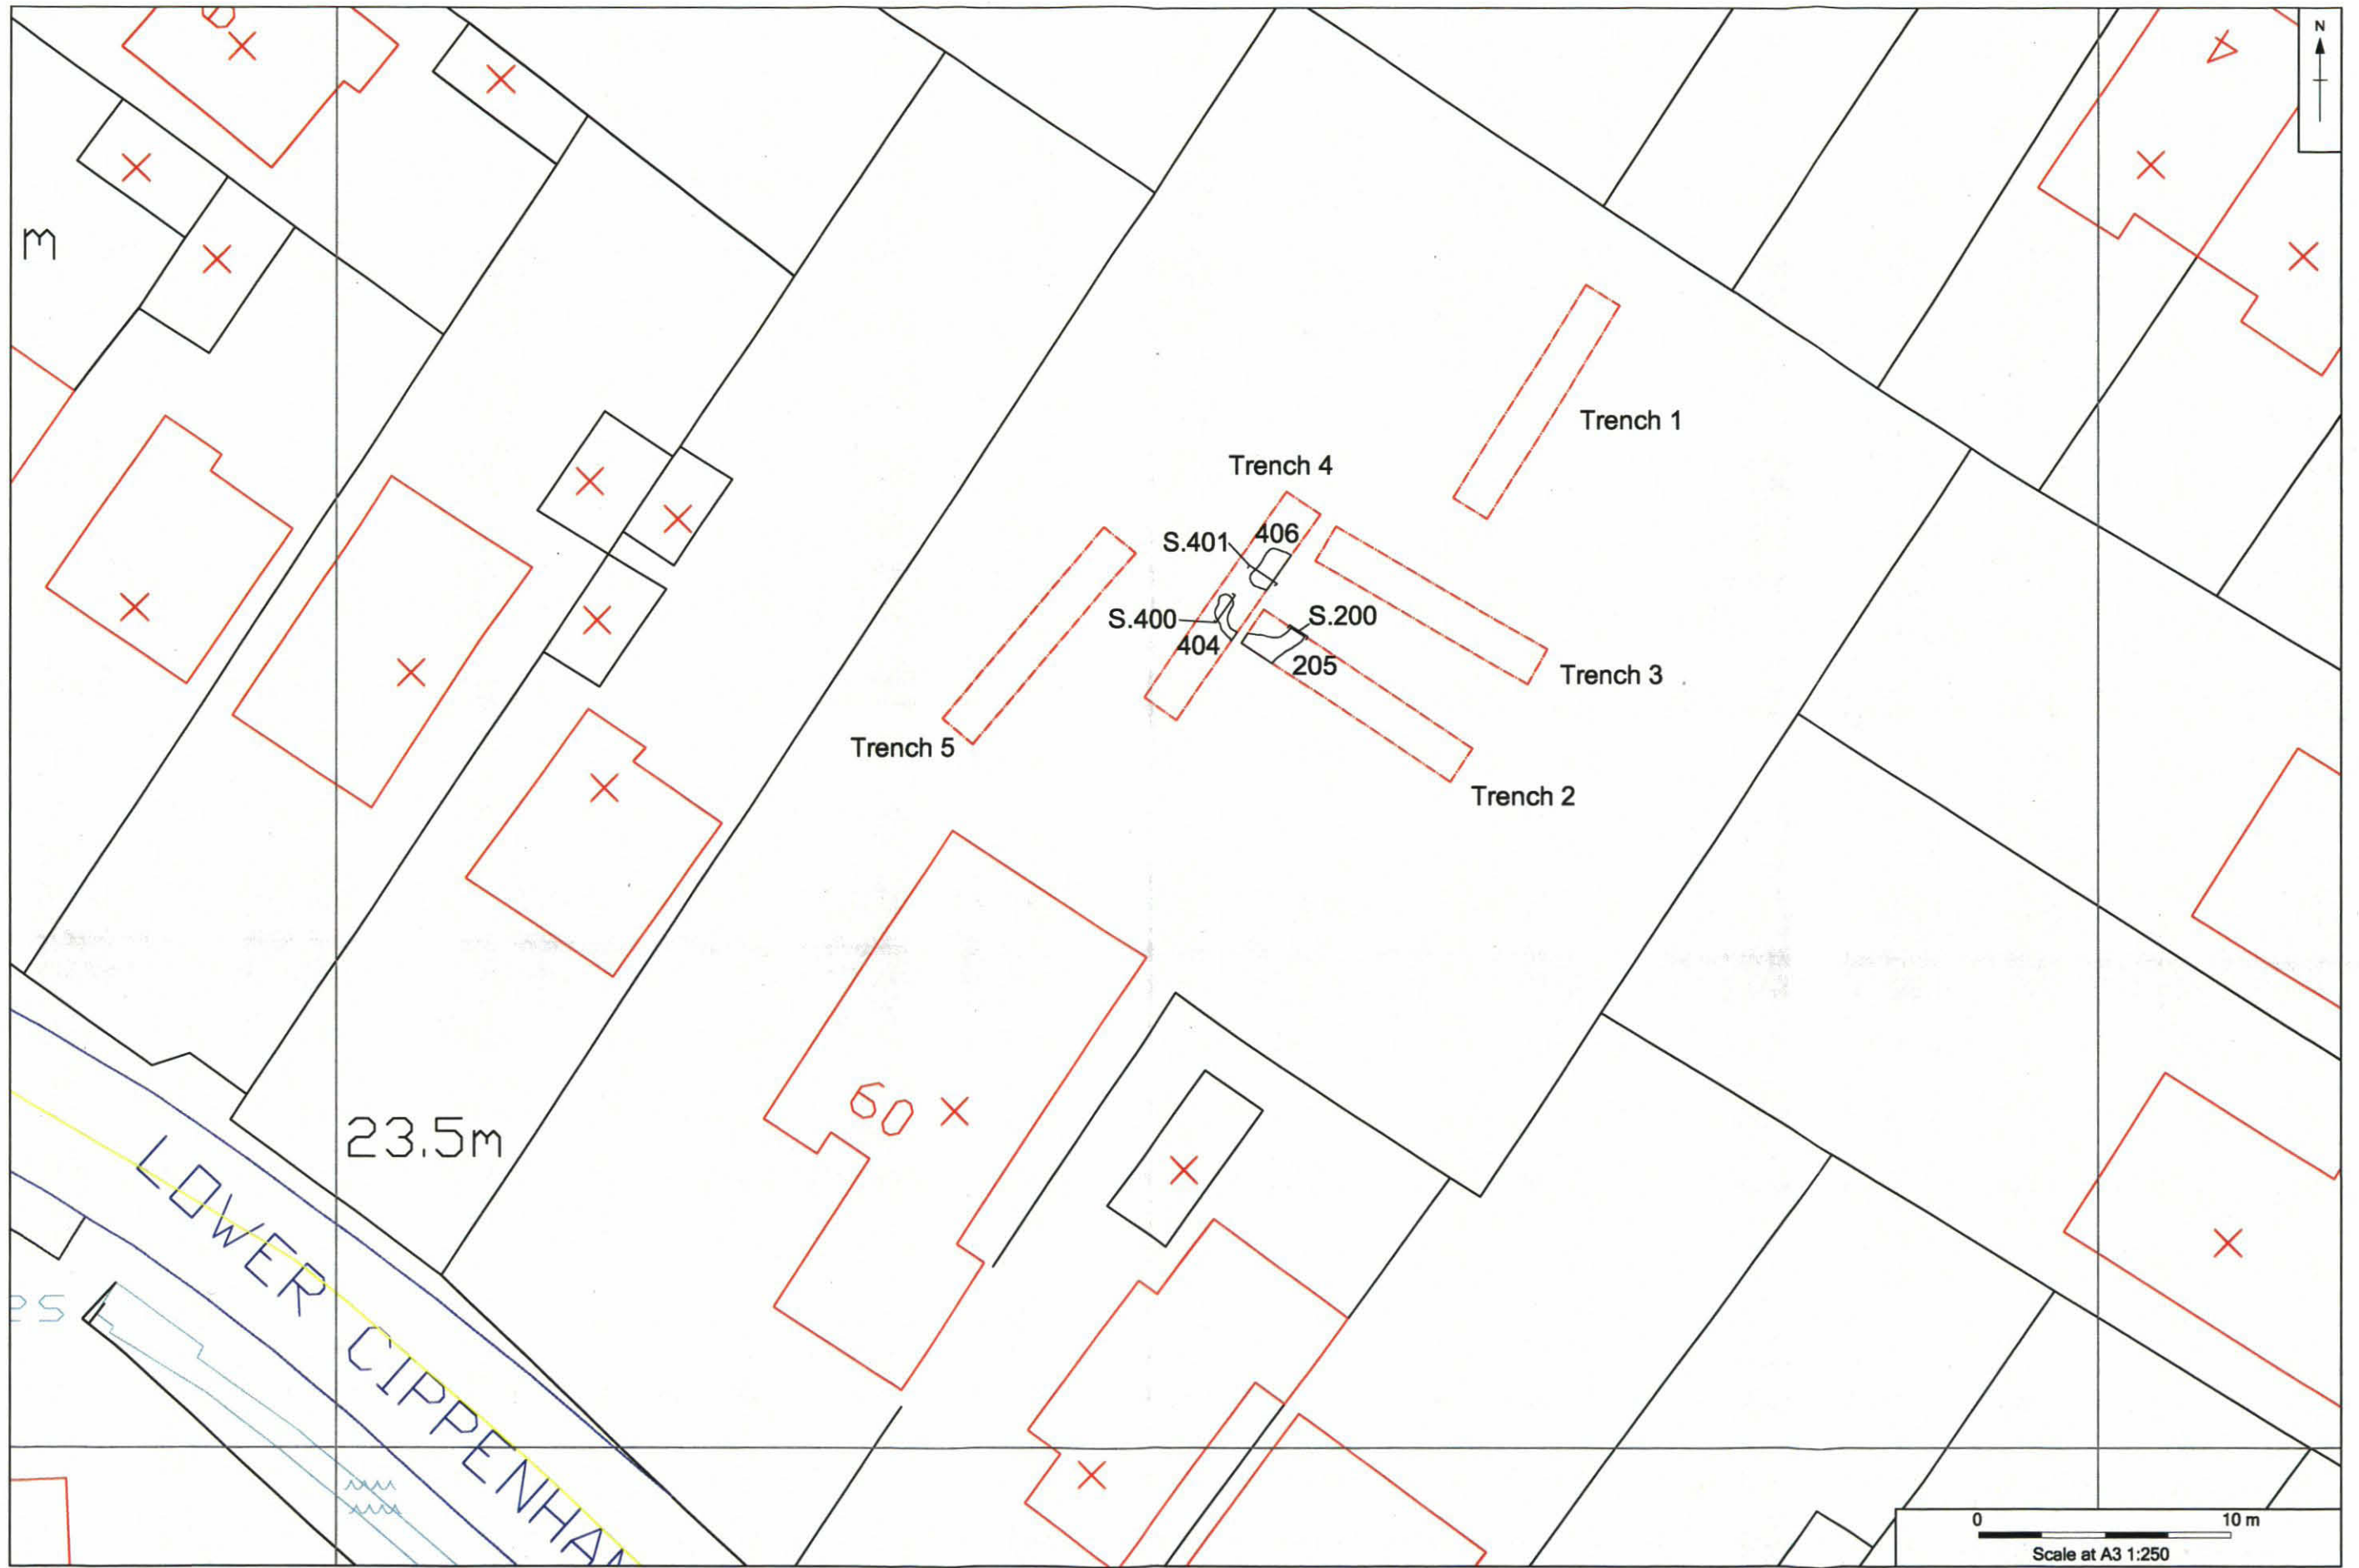 N
m
Trench 1
Trench 4
406
S.401
S.400
S.200
404
205
Trench 3
Trench 5
Trench 2
60
23.5m
LOWER CIPPENHAM
0 10 m
Scale at A3 1:250